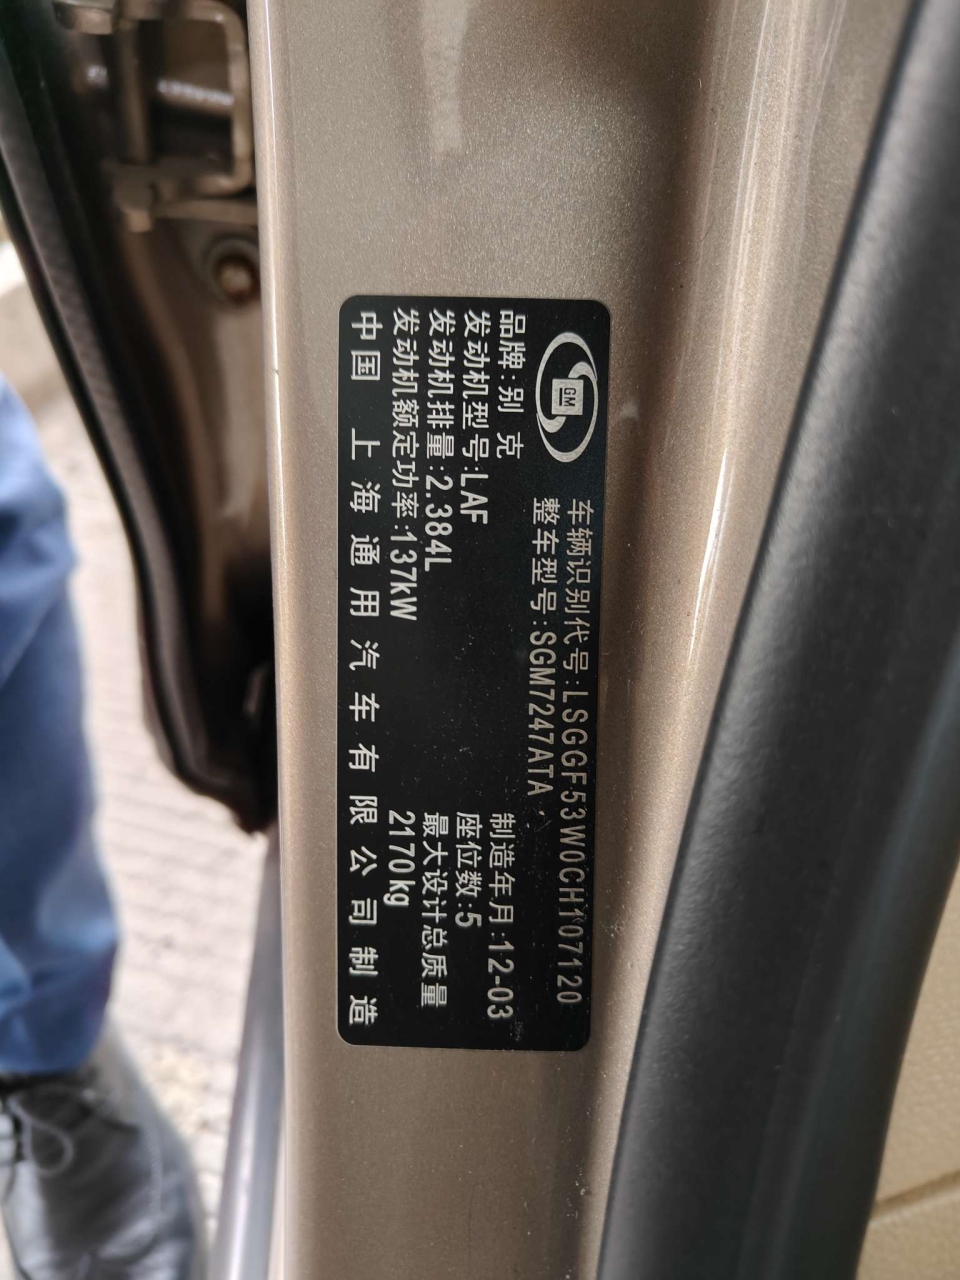 GM
车辆识别代号:LSGGF53W0CH107120
整车型号:SGM7247ATA
品牌:别 克
制造年月:12-03
发动机型号:LAF
座位数:5
发动机排量:2.384L
最大设计总质量
发动机额定功率:137kW
2170kg
中国 上海通用汽车有限公司制造